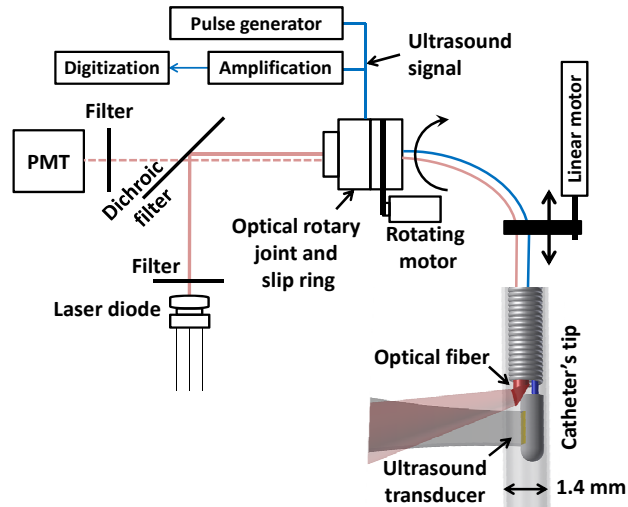 Pulse generator
Ultrasound
signal
Digitization
Amplification
Filter
PMT
Dichroic
filter
Linear motor
Optical rotary
joint and
slip ring
Rotating
motor
Filter
Laser diode
Optical fiber
Catheter's tip
Ultrasound
transducer
1.4 mm